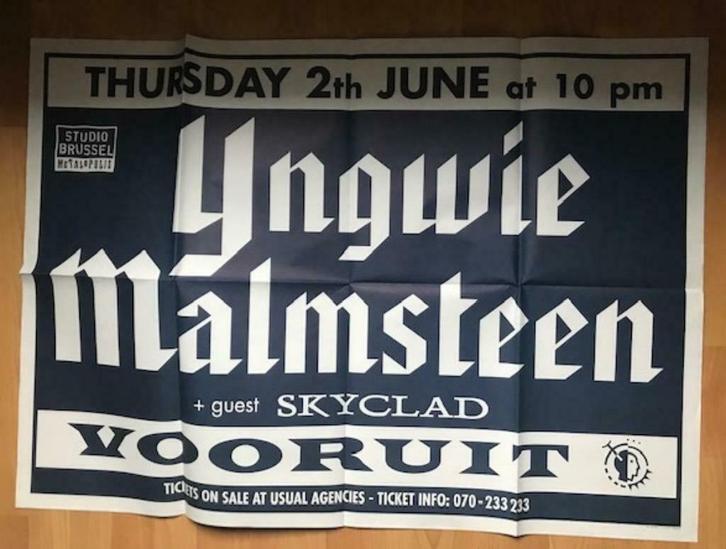 THURSDAY 2th JUNE at 10 pm
STUDIO
BRUSSEL
METALOPOLIS
Yngwie
Malmsteen
+ guest SKYCLAD
VOORUIT
TICKETS ON SALE AT USUAL AGENCIES - TICKET INFO: 070-233 233